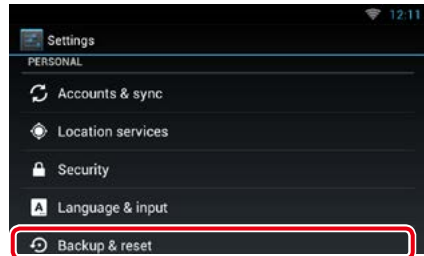 12:11
Settings
PERSONAL
Accounts & sync
Location services
Security
A Language & input
Backup & reset